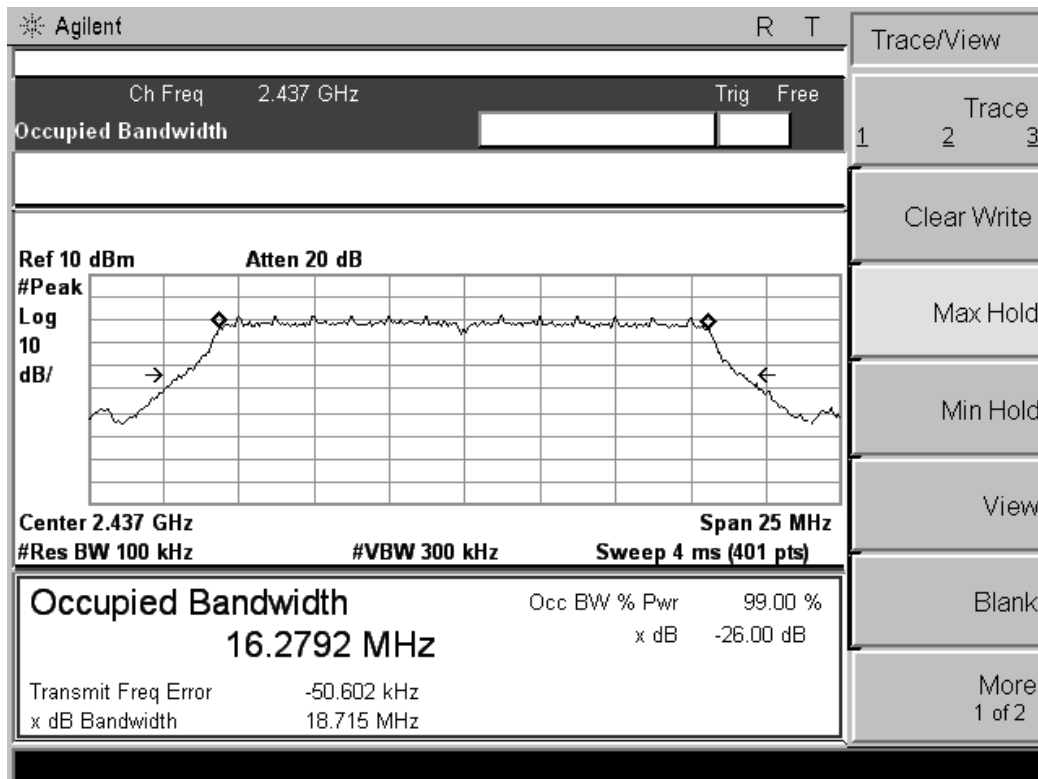 Agilent R T
Trace/View
Ch Freq 2.437 GHz Trig Free
Occupied Bandwidth
Trace
1 2 3
Clear Write
Max Hold
Min Hold
View
Blank
More
1 of 2
Ref 10 dBm Atten 20 dB
#Peak
Log
10
dB/
Center 2.437 GHz Span 25 MHz
#Res BW 100 kHz #VBW 300 kHz Sweep 4 ms (401 pts)
Occupied Bandwidth
16.2792 MHz
Occ BW % Pwr 99.00 %
x dB -26.00 dB
Transmit Freq Error -50.602 kHz
x dB Bandwidth 18.715 MHz